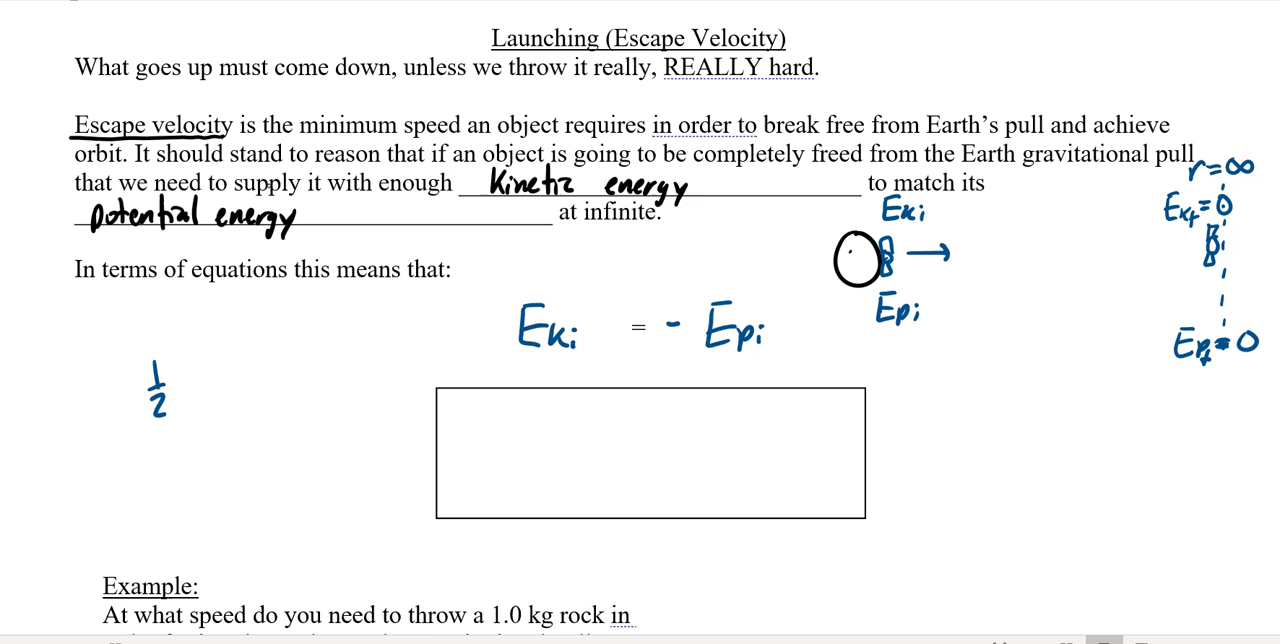 Launching (Escape Velocity)
What goes up must come down, unless we throw it really, REALLY hard.
Escape velocity is the minimum speed an object requires in order to break free from Earth's pull and achieve
orbit. It should stand to reason that if an object is going to be completely freed from the Earth gravitational pull
that we need to supply it with enough Kinetic energy to match its
potential energy at infinite.
r=∞
Eki
Ekf=0
In terms of equations this means that:
Epi
Eki = - Epi
Epf=0
1/2
Example:
At what speed do you need to throw a 1.0 kg rock in